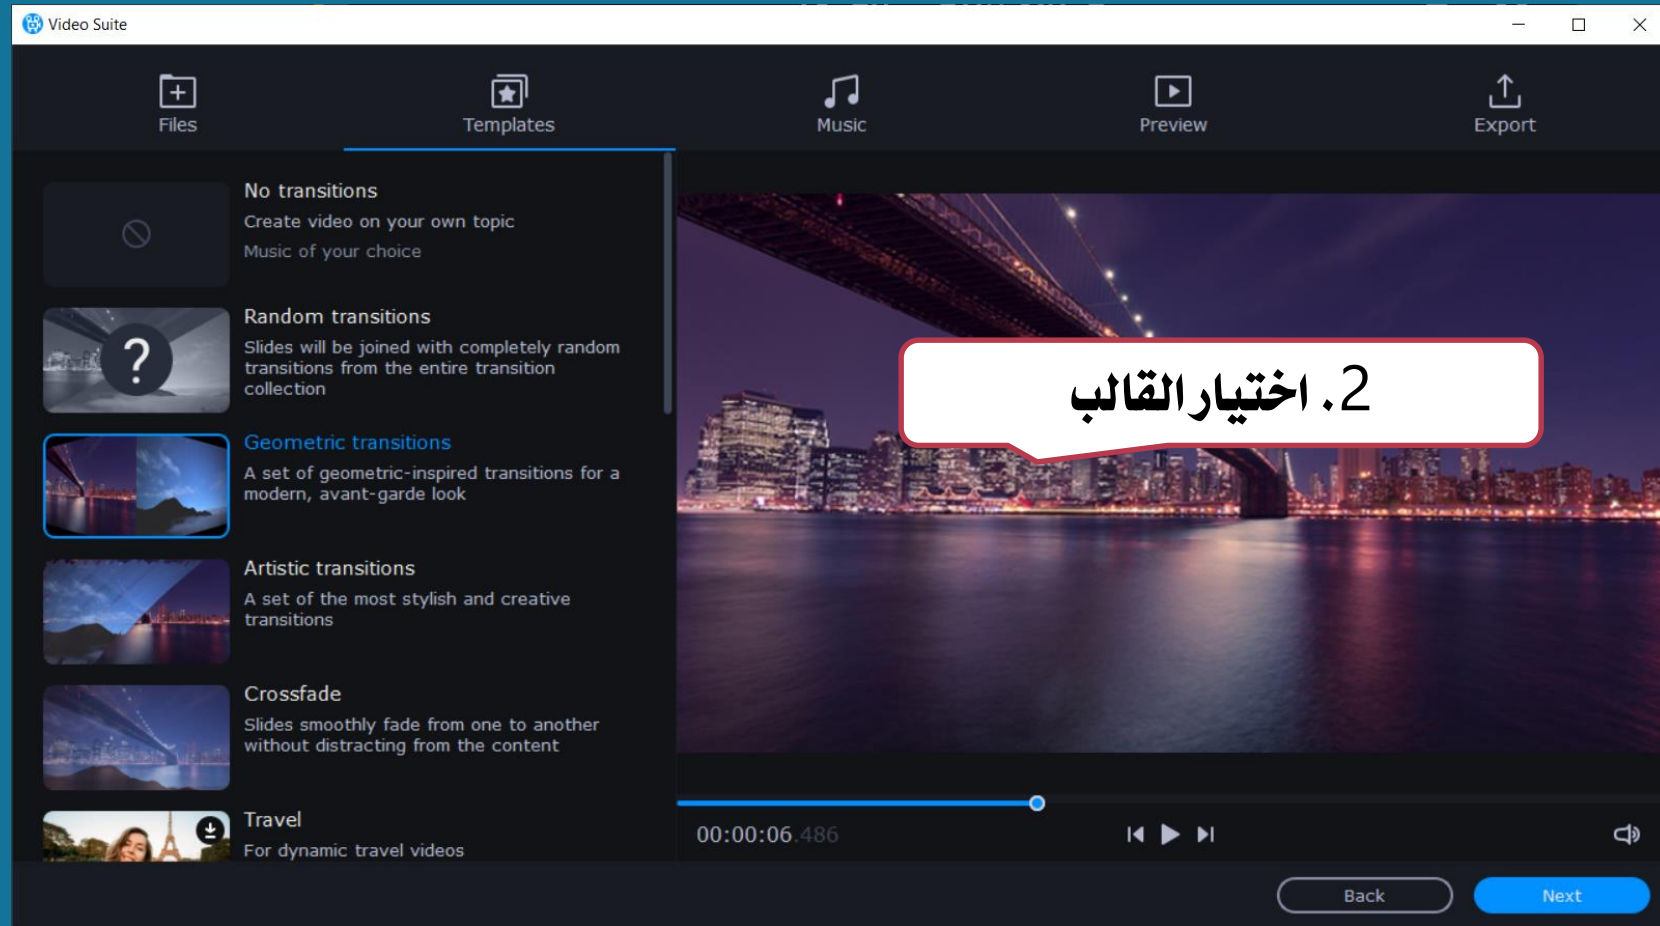 Video Suite
Files
Templates
Music
Preview
Export
No transitions
Create video on your own topic
Music of your choice
Random transitions
Slides will be joined with completely random
transitions from the entire transition
collection
Geometric transitions
A set of geometric-inspired transitions for a
modern, avant-garde look
Artistic transitions
A set of the most stylish and creative
transitions
Crossfade
Slides smoothly fade from one to another
without distracting from the content
Travel
For dynamic travel videos
?
2. اختيار القالب
00:00:06.486
Back
Next